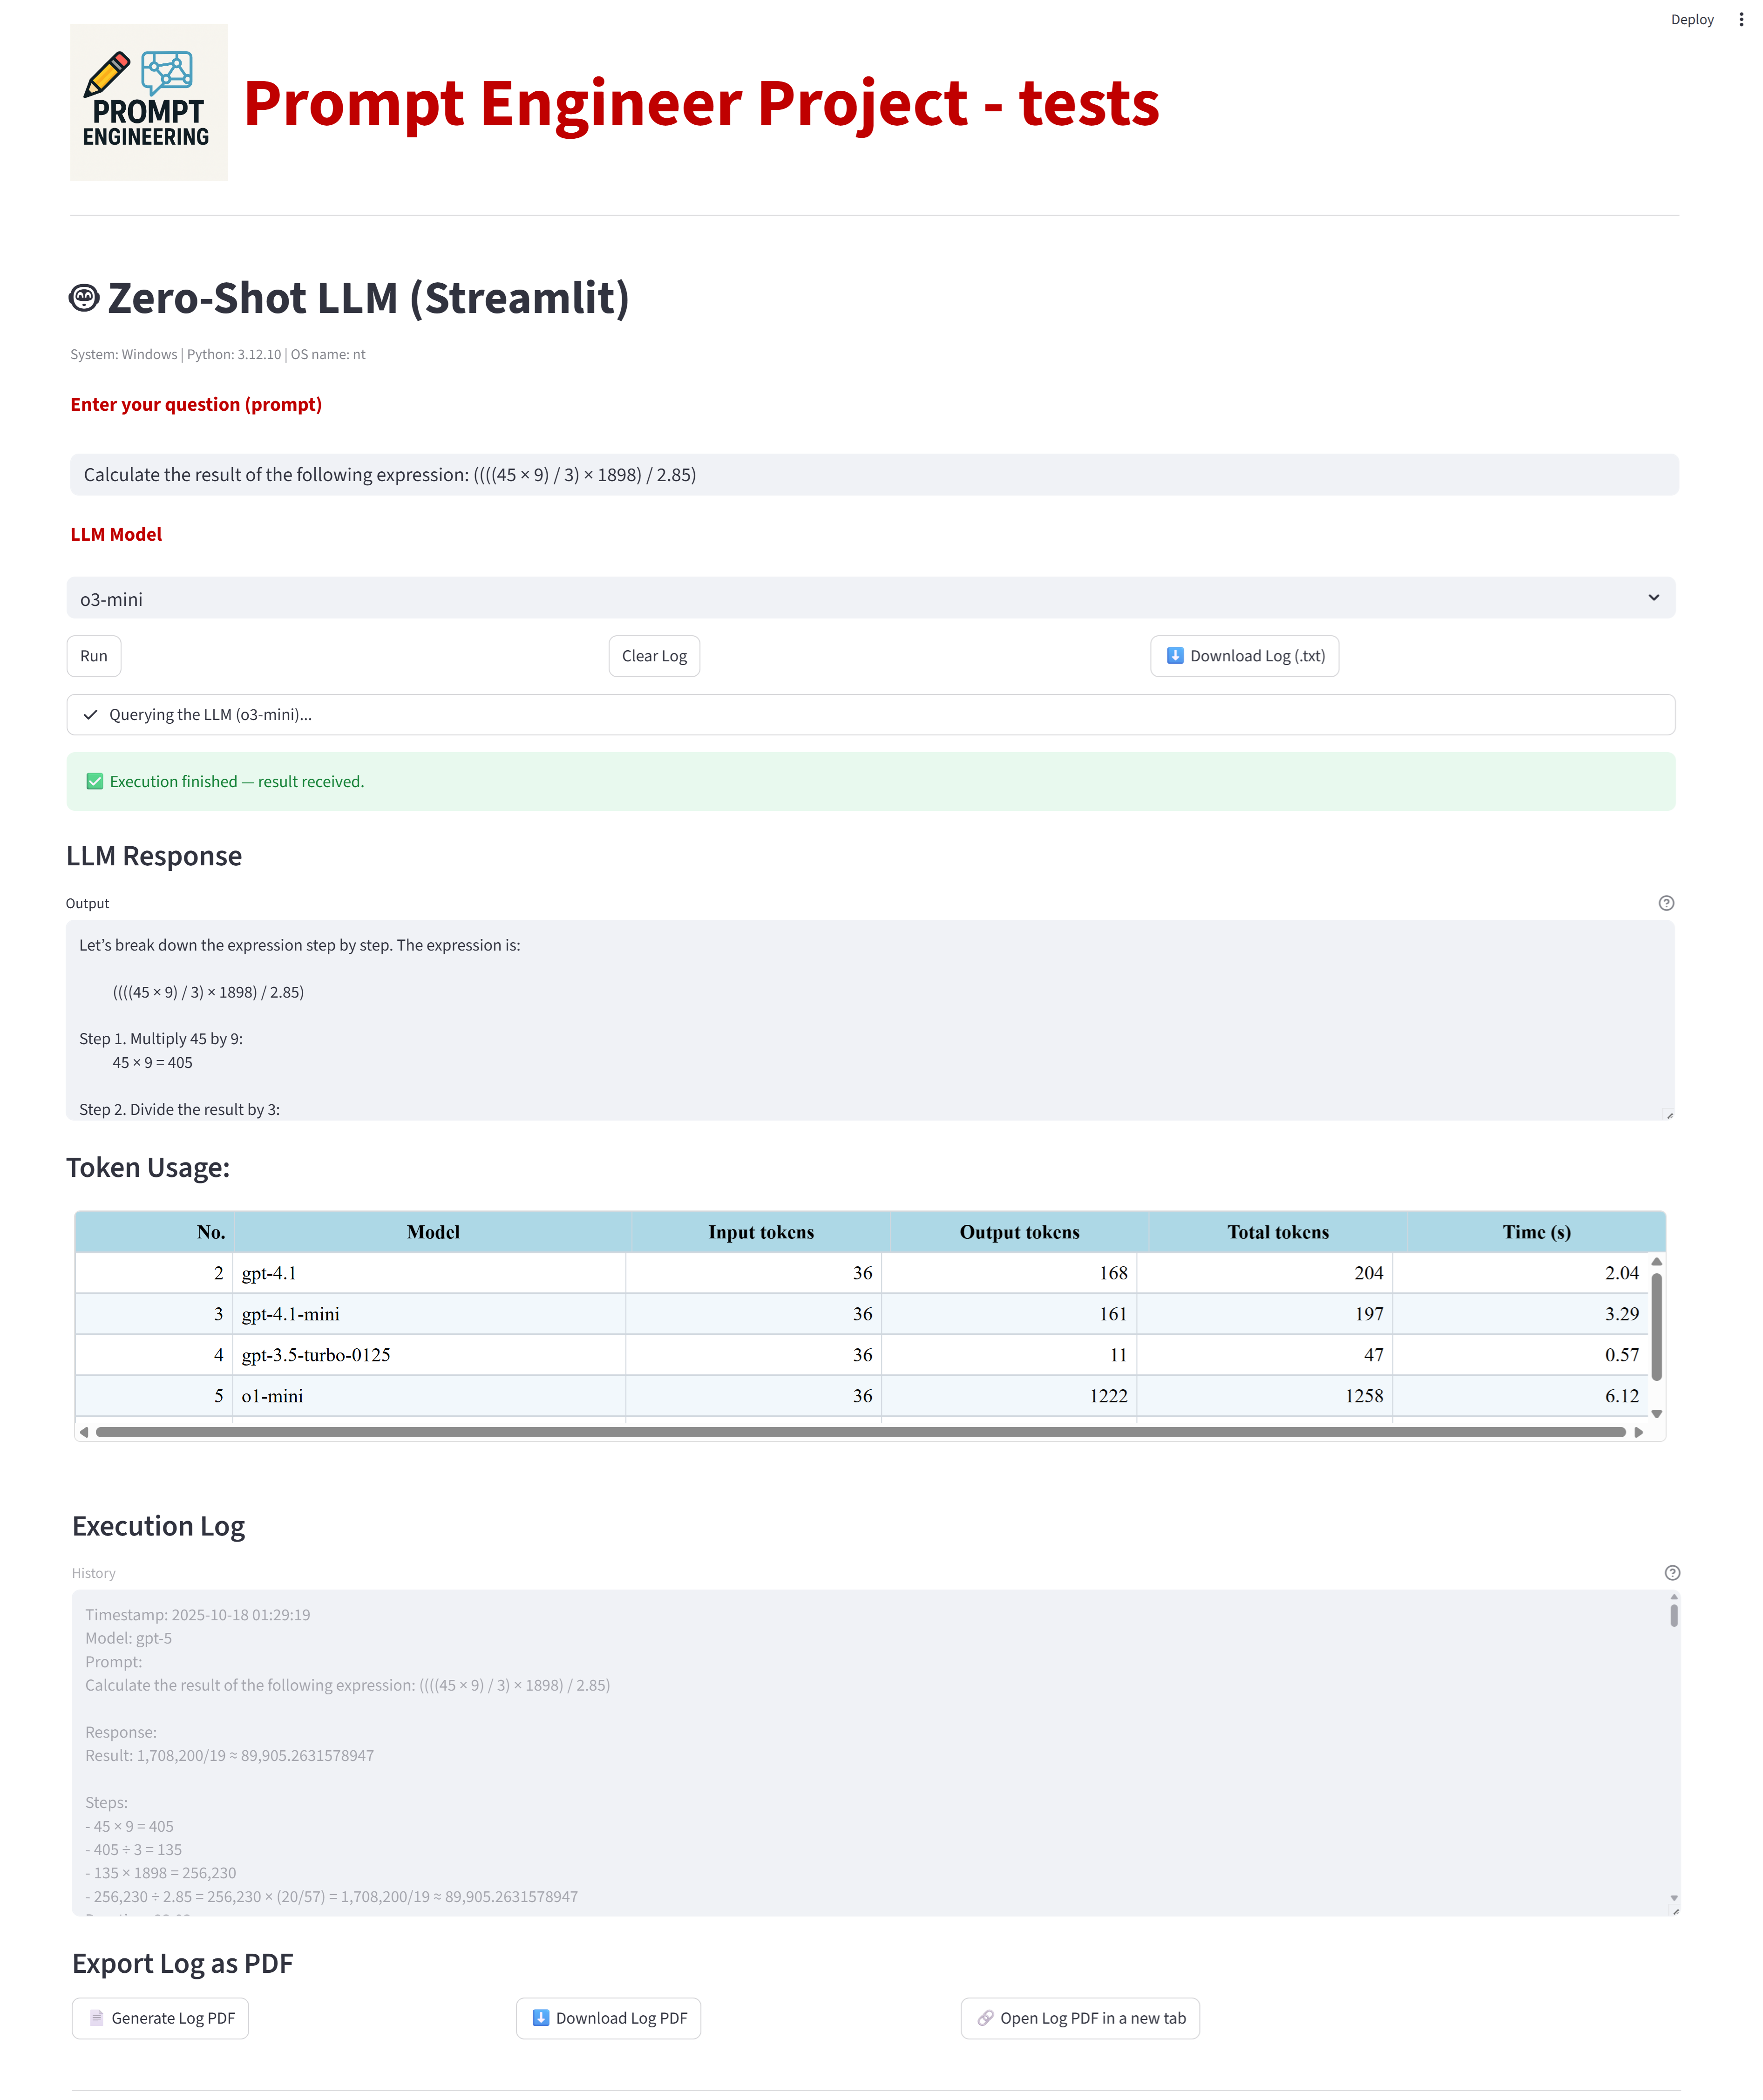 Deploy
PROMPT
ENGINEERING
Prompt Engineer Project - tests
Zero-Shot LLM (Streamlit)
System: Windows | Python: 3.12.10 | OS name: nt
Enter your question (prompt)
Calculate the result of the following expression: ((((45 × 9) / 3) × 1898) / 2.85)
LLM Model
o3-mini
Run
Clear Log
Download Log (.txt)
Querying the LLM (o3-mini)...
Execution finished — result received.
LLM Response
Output
Let’s break down the expression step by step. The expression is:
((((45 × 9) / 3) × 1898) / 2.85)
Step 1. Multiply 45 by 9:
45 × 9 = 405
Step 2. Divide the result by 3:
Token Usage:
No. Model Input tokens Output tokens Total tokens Time (s)
2 gpt-4.1 36 168 204 2.04
3 gpt-4.1-mini 36 161 197 3.29
4 gpt-3.5-turbo-0125 36 11 47 0.57
5 o1-mini 36 1222 1258 6.12
Execution Log
History
Timestamp: 2025-10-18 01:29:19
Model: gpt-5
Prompt:
Calculate the result of the following expression: ((((45 × 9) / 3) × 1898) / 2.85)
Response:
Result: 1,708,200/19 ≈ 89,905.2631578947
Steps:
- 45 × 9 = 405
- 405 ÷ 3 = 135
- 135 × 1898 = 256,230
- 256,230 ÷ 2.85 = 256,230 × (20/57) = 1,708,200/19 ≈ 89,905.2631578947
Export Log as PDF
Generate Log PDF
Download Log PDF
Open Log PDF in a new tab